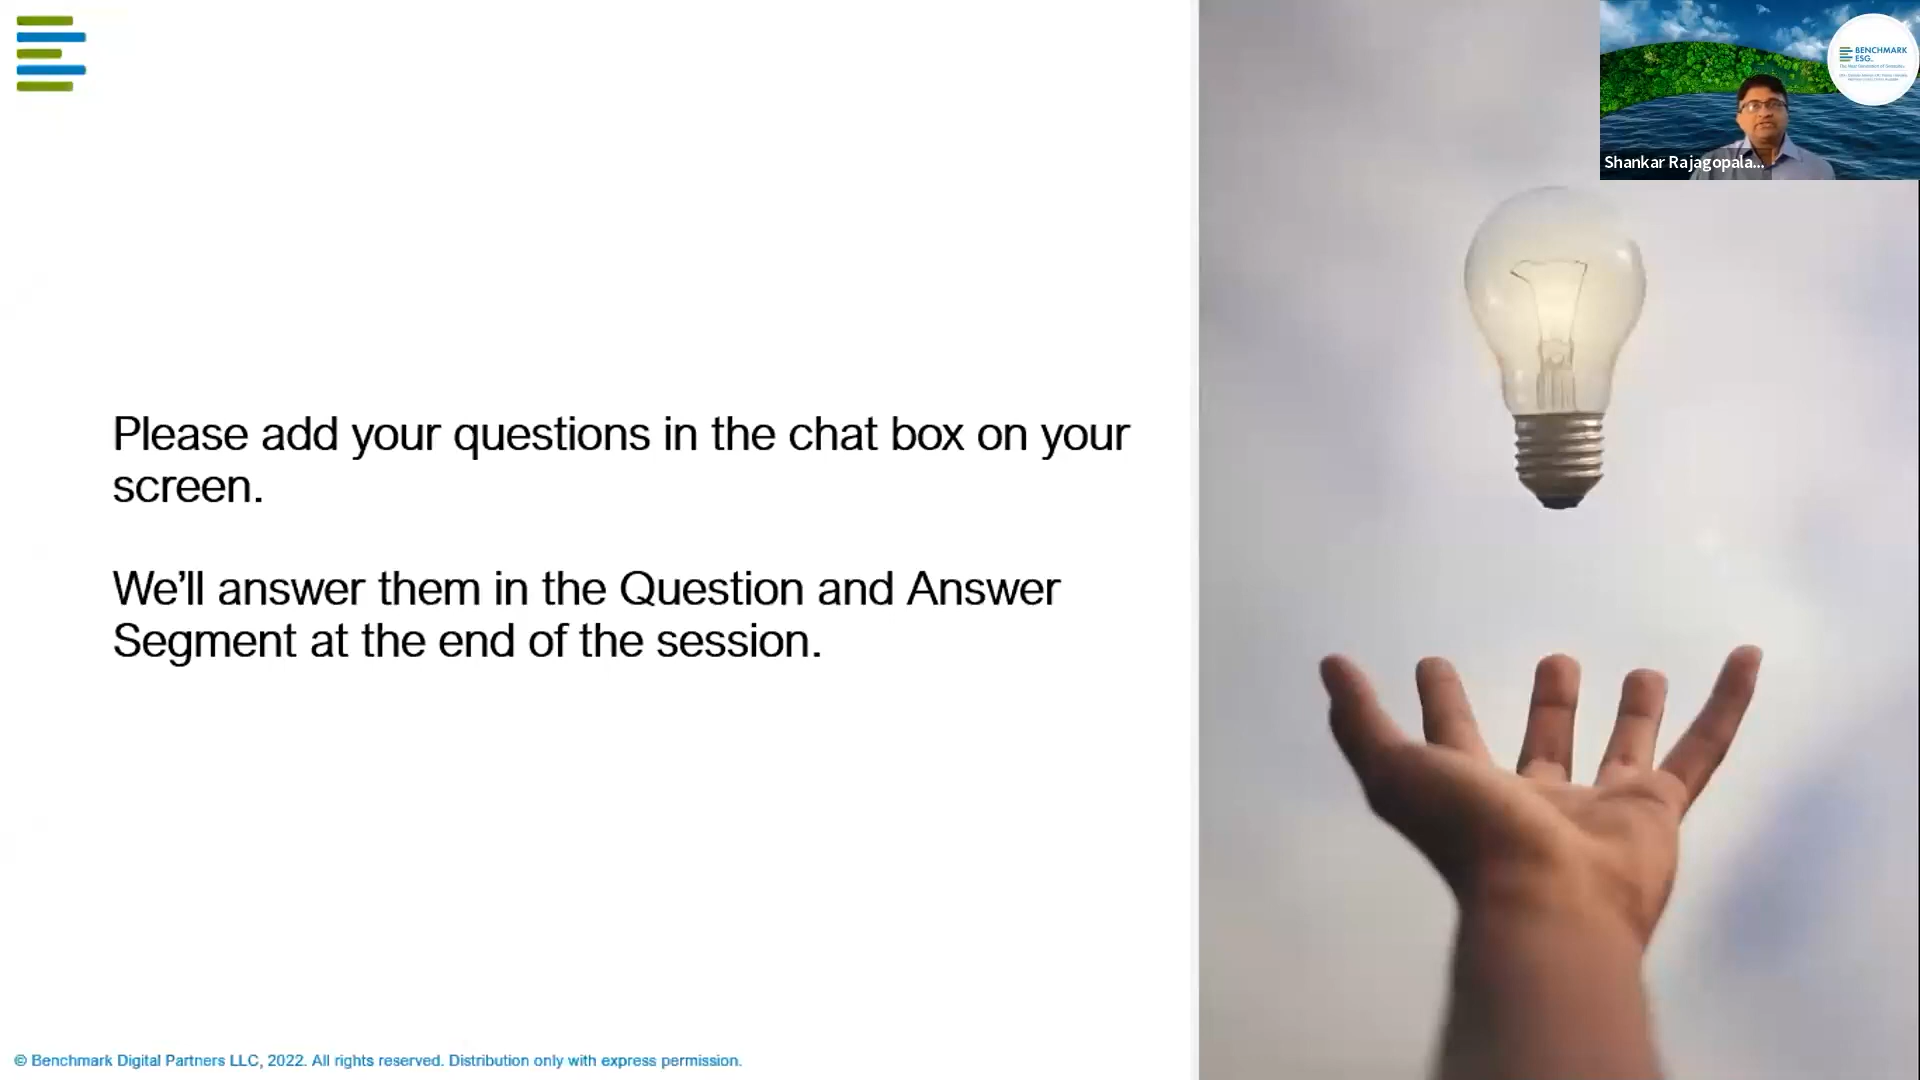 BENCHMARK
ESG
Shankar Rajagopala...
Please add your questions in the chat box on your
screen.
We'll answer them in the Question and Answer
Segment at the end of the session.
© Benchmark Digital Partners LLC, 2022. All rights reserved. Distribution only with express permission.